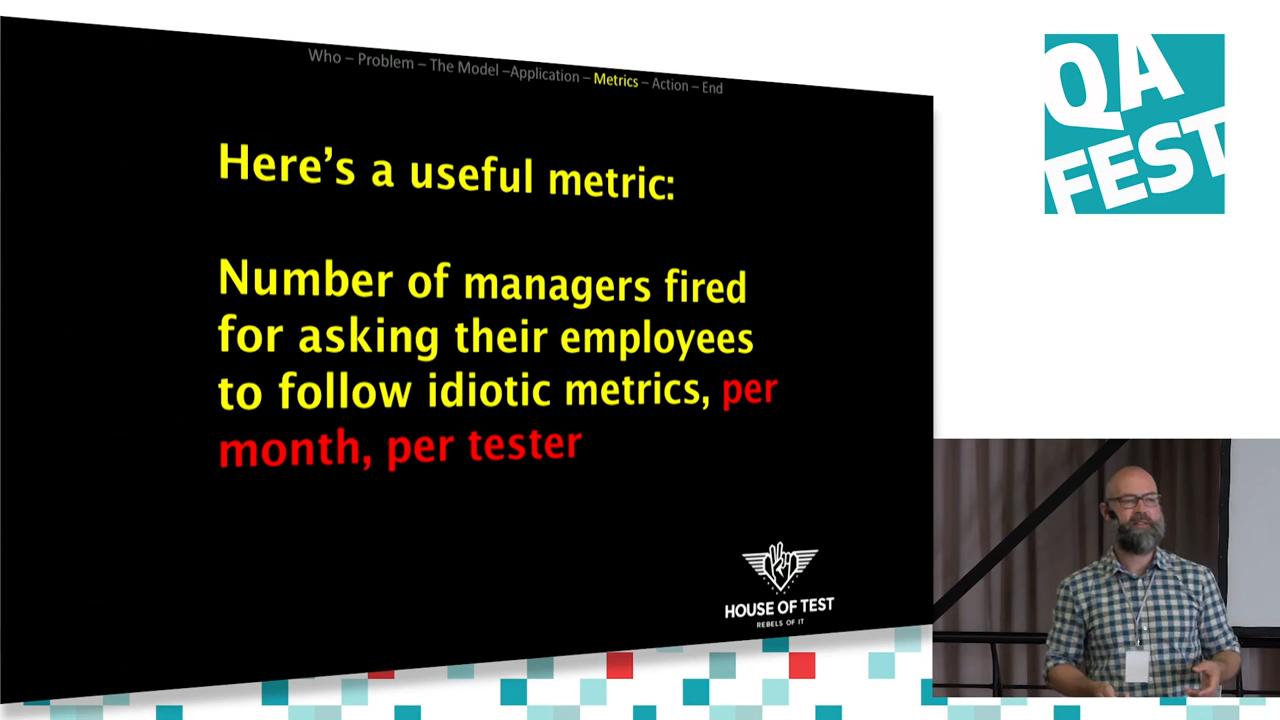 Who – Problem – The Model –Application – Metrics – Action – End
Here's a useful metric:
Number of managers fired
for asking their employees
to follow idiotic metrics, per
month, per tester
HOUSE OF TEST
REBELS OF IT
QA
FEST